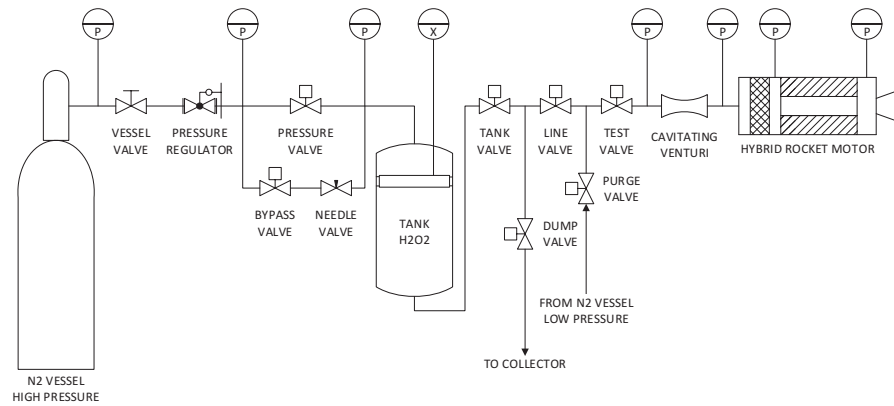 P
P
P
X
P
P
P
P
VESSEL
VALVE
PRESSURE
REGULATOR
PRESSURE
VALVE
TANK
VALVE
LINE
VALVE
TEST
VALVE
CAVITATING
VENTURI
HYBRID ROCKET MOTOR
BYPASS
VALVE
NEEDLE
VALVE
TANK
H2O2
PURGE
VALVE
DUMP
VALVE
FROM N2 VESSEL
LOW PRESSURE
TO COLLECTOR
N2 VESSEL
HIGH PRESSURE